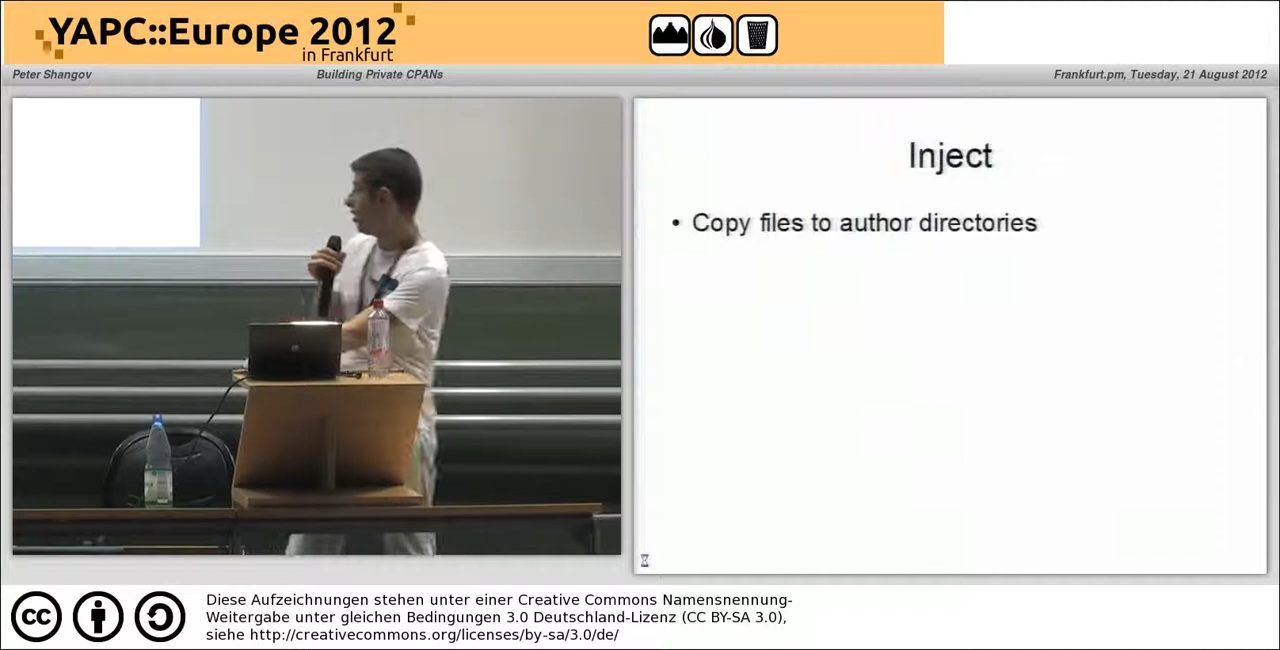 YAPC::Europe 2012
in Frankfurt
Peter Shangov
Building Private CPANs
Frankfurt.pm, Tuesday, 21 August 2012
Inject
• Copy files to author directories
cc
Diese Aufzeichnungen stehen unter einer Creative Commons Namensnennung-
Weitergabe unter gleichen Bedingungen 3.0 Deutschland-Lizenz (CC BY-SA 3.0),
siehe http://creativecommons.org/licenses/by-sa/3.0/de/